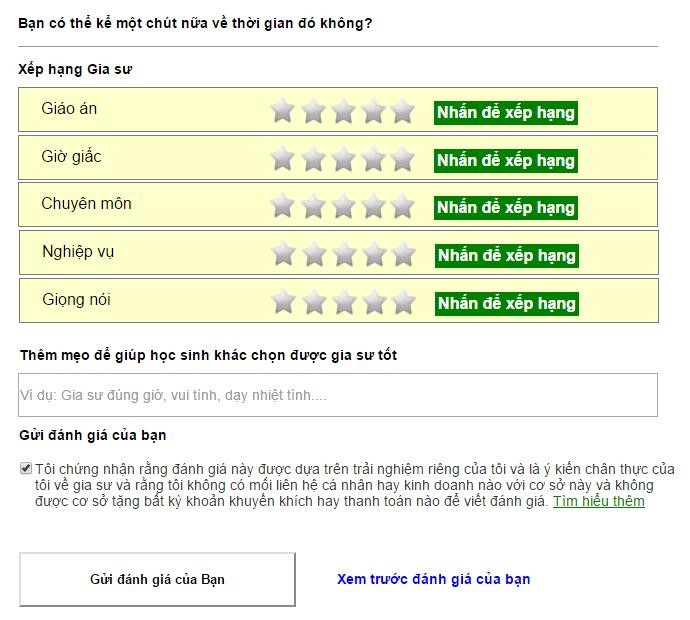 Bạn có thể kể một chút nữa về thời gian đó không?
Xếp hạng Gia sư
Giáo án Nhấn để xếp hạng
Giờ giấc Nhấn để xếp hạng
Chuyên môn Nhấn để xếp hạng
Nghiệp vụ Nhấn để xếp hạng
Giọng nói Nhấn để xếp hạng
Thêm mẹo để giúp học sinh khác chọn được gia sư tốt
Ví dụ: Gia sư đúng giờ, vui tính, dạy nhiệt tình....
Gửi đánh giá của bạn
Tôi chứng nhận rằng đánh giá này được dựa trên trải nghiệm riêng của tôi và là ý kiến chân thực của
tôi về gia sư và rằng tôi không có mối liên hệ cá nhân hay kinh doanh nào với cơ sở này và không
được cơ sở tặng bất kỳ khoản khuyến khích hay thanh toán nào để viết đánh giá. Tìm hiểu thêm
Gửi đánh giá của Bạn Xem trước đánh giá của bạn